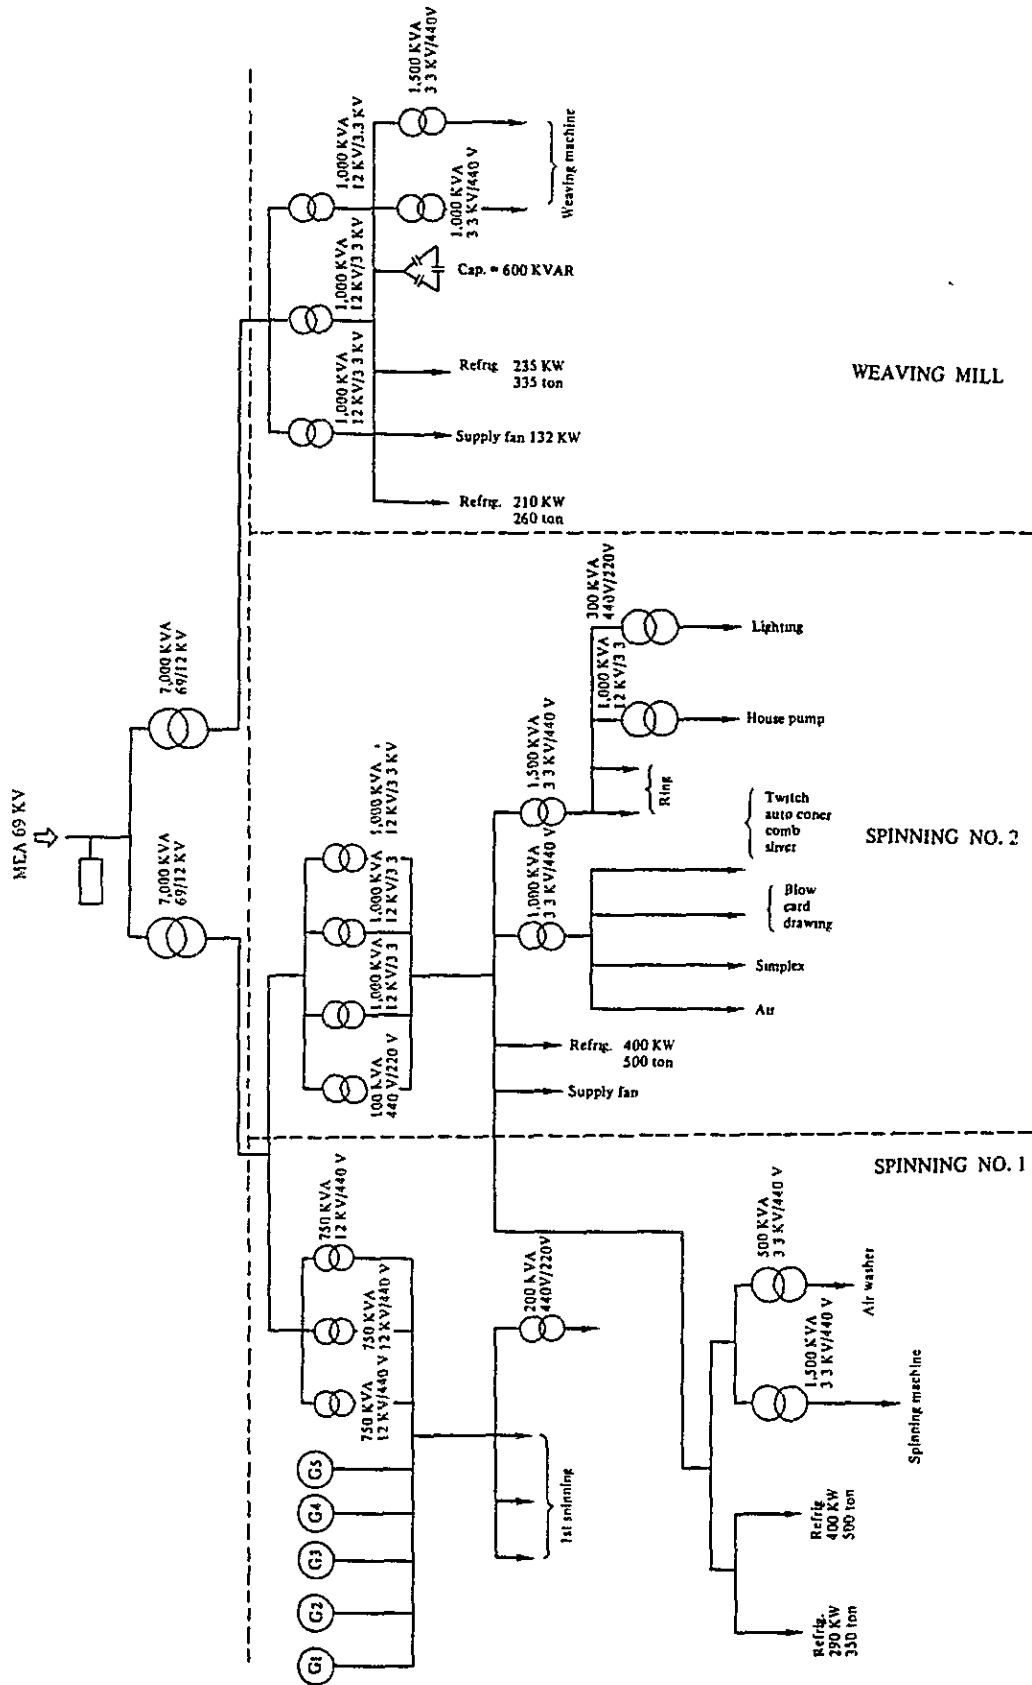 MEA 69 KV
7,000 KVA
69/12 KV
7,000 KVA
69/12 KV
1,000 KVA
12 KV/3 3 KV
1,000 KVA
12 KV/3 3 KV
1,000 KVA
12 KV/3.3 KV
1,500 KVA
3 3 KV/440V
1,000 KVA
3 3 KV/440 V
Weaving machine
Cap. = 600 KVAR
Refrig 235 KW
335 ton
Supply fan 132 KW
Refrig. 210 KW
260 ton
WEAVING MILL
100 KVA
440 V/220 V
1,000 KVA
12 KV/3 3
1,000 KVA
12 KV/3 3
1,000 KVA
12 KV/3 3 KV
1,000 KVA
3 3 KV/440 V
1,500 KVA
3 3 KV/440 V
1,000 KVA
12 KV/3 3
300 KVA
440V/220V
Lighting
House pump
Ring
Twitch
auto coner
comb
sliver
Blow
card
drawing
Simplex
Air
Refrig. 400 KW
500 ton
Supply fan
SPINNING NO. 2
SPINNING NO. 1
750 KVA
12 KV/440 V
750 KVA
12 KV/440 V
750 KVA
12 KV/440 V
G1
G2
G3
G4
G5
200 KVA
440V/220V
1st spinning
500 KVA
3 3 KV/440 V
Air washer
1,500 KVA
3 3 KV/440 V
Spinning machine
Refrig
400 KW
500 ton
Refrig.
290 KW
350 ton